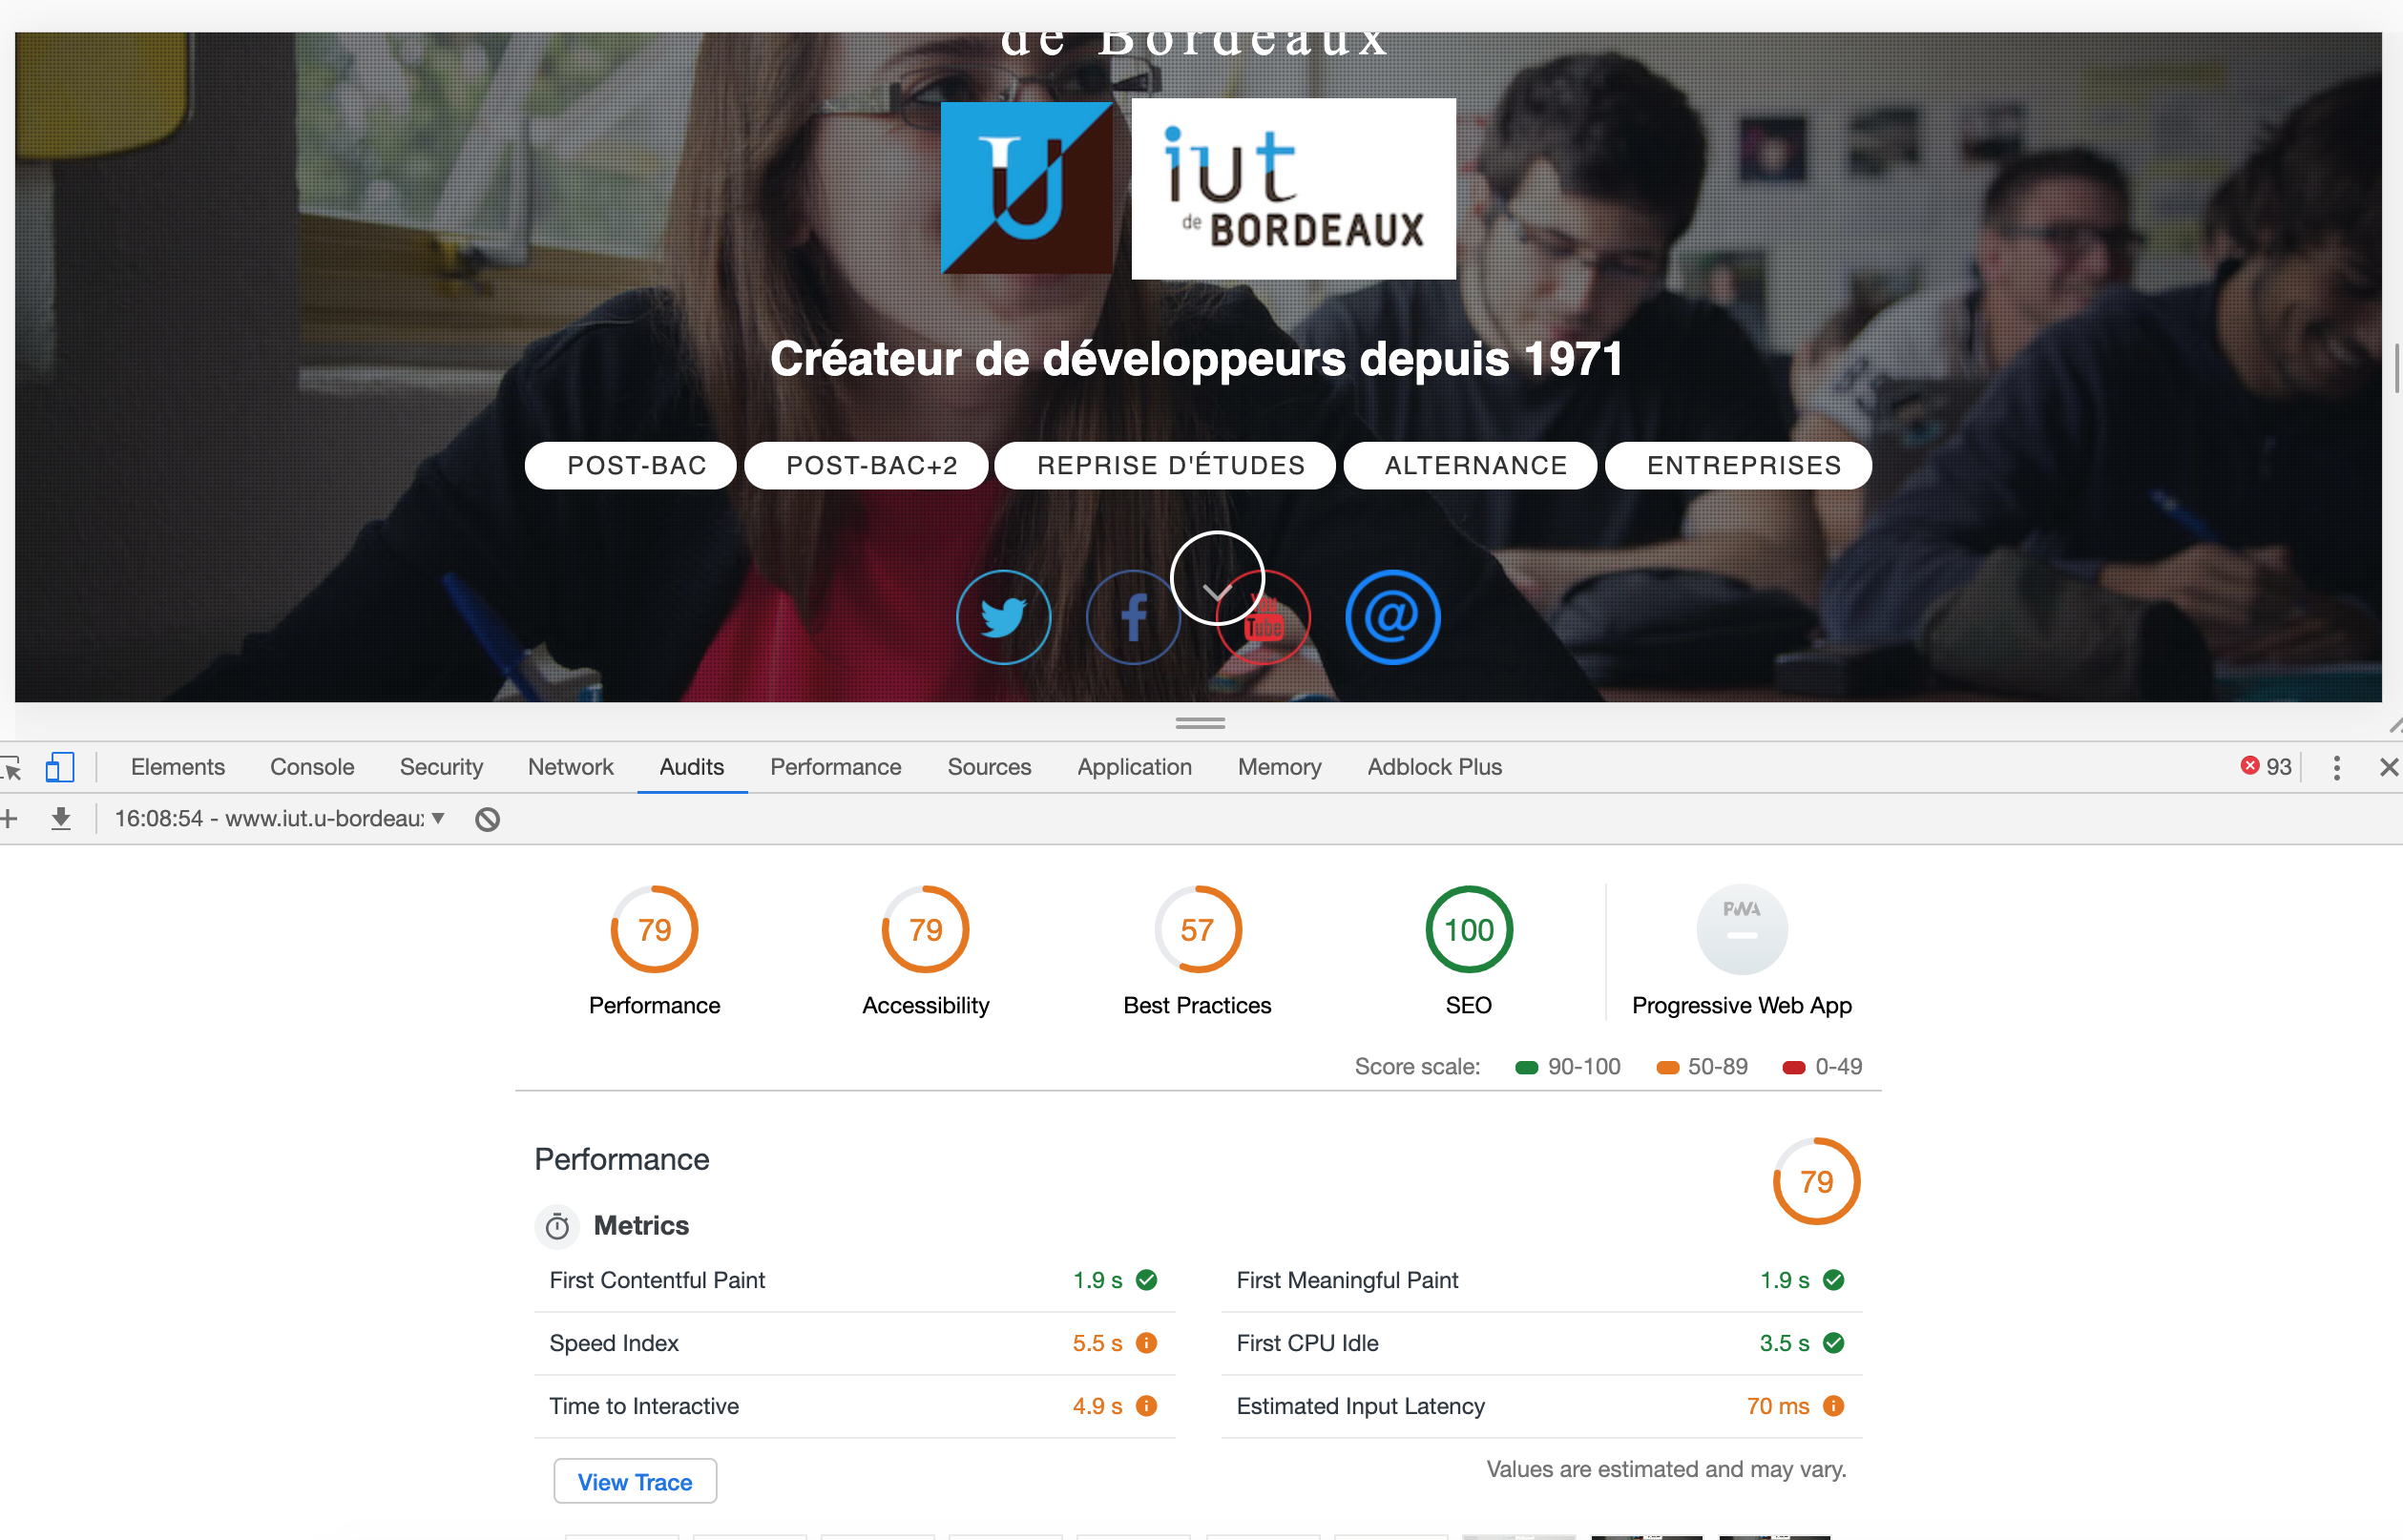 de Bordeaux
U iut
de BORDEAUX
Créateur de développeurs depuis 1971
POST-BAC POST-BAC+2 REPRISE D'ÉTUDES ALTERNANCE ENTREPRISES
f You Tube @
Elements Console Security Network Audits Performance Sources Application Memory Adblock Plus 93
16:08:54 - www.iut.u-bordeau
79 79 57 100 PWA
Performance Accessibility Best Practices SEO Progressive Web App
Score scale: 90-100 50-89 0-49
Performance 79
Metrics
First Contentful Paint 1.9 s First Meaningful Paint 1.9 s
Speed Index 5.5 s First CPU Idle 3.5 s
Time to Interactive 4.9 s Estimated Input Latency 70 ms
View Trace Values are estimated and may vary.